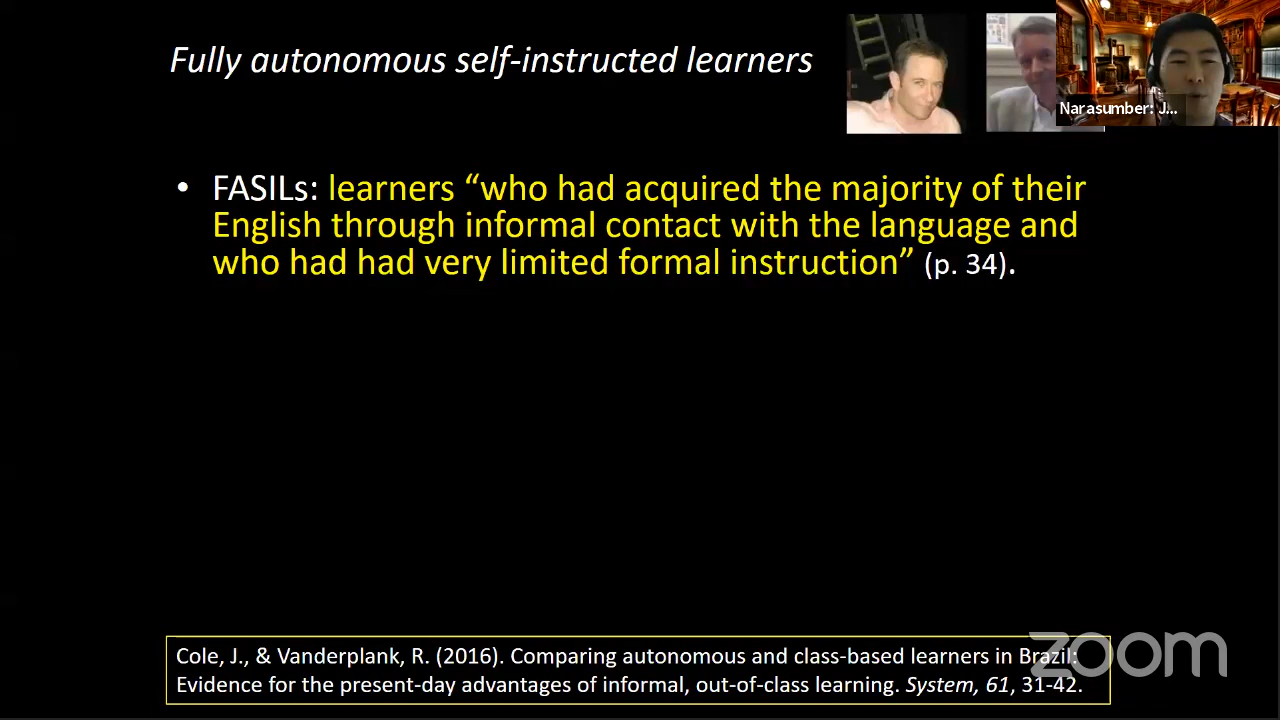 Fully autonomous self-instructed learners
Narasumber: J...
• FASILs: learners “who had acquired the majority of their
English through informal contact with the language and
who had had very limited formal instruction” (p. 34).
Cole, J., & Vanderplank, R. (2016). Comparing autonomous and class-based learners in Brazil:
Evidence for the present-day advantages of informal, out-of-class learning. System, 61, 31-42.
zoom